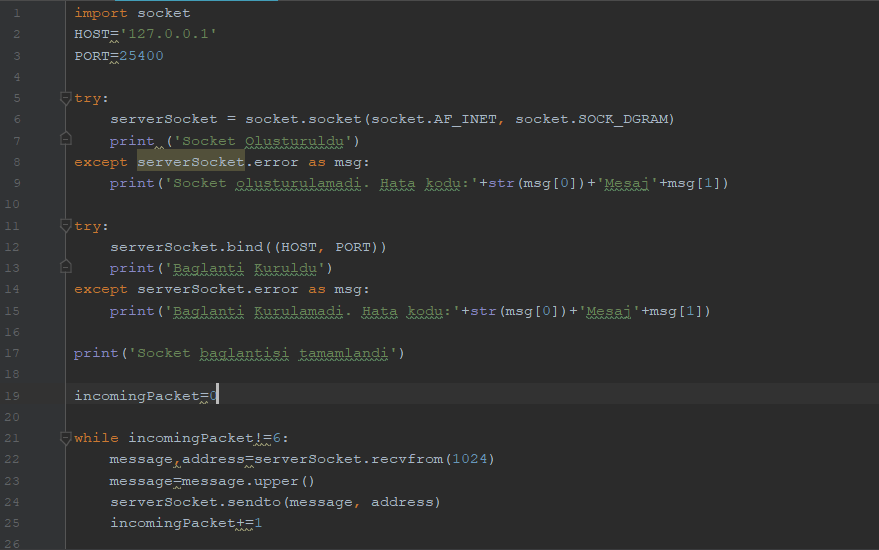 1 import socket
2 HOST='127.0.0.1'
3 PORT=25400
4
5 try:
6     serverSocket = socket.socket(socket.AF_INET, socket.SOCK_DGRAM)
7     print ('Socket Olusturuldu')
8 except serverSocket.error as msg:
9     print('Socket olusturulamadi. Hata kodu:'+str(msg[0])+'Mesaj'+msg[1])
10
11 try:
12     serverSocket.bind((HOST, PORT))
13     print('Baglanti Kuruldu')
14 except serverSocket.error as msg:
15     print('Baglanti Kurulamadi. Hata kodu:'+str(msg[0])+'Mesaj'+msg[1])
16
17 print('Socket baglantisi tamamlandi')
18
19 incomingPacket=0
20
21 while incomingPacket!=6:
22     message,address=serverSocket.recvfrom(1024)
23     message=message.upper()
24     serverSocket.sendto(message, address)
25     incomingPacket+=1
26